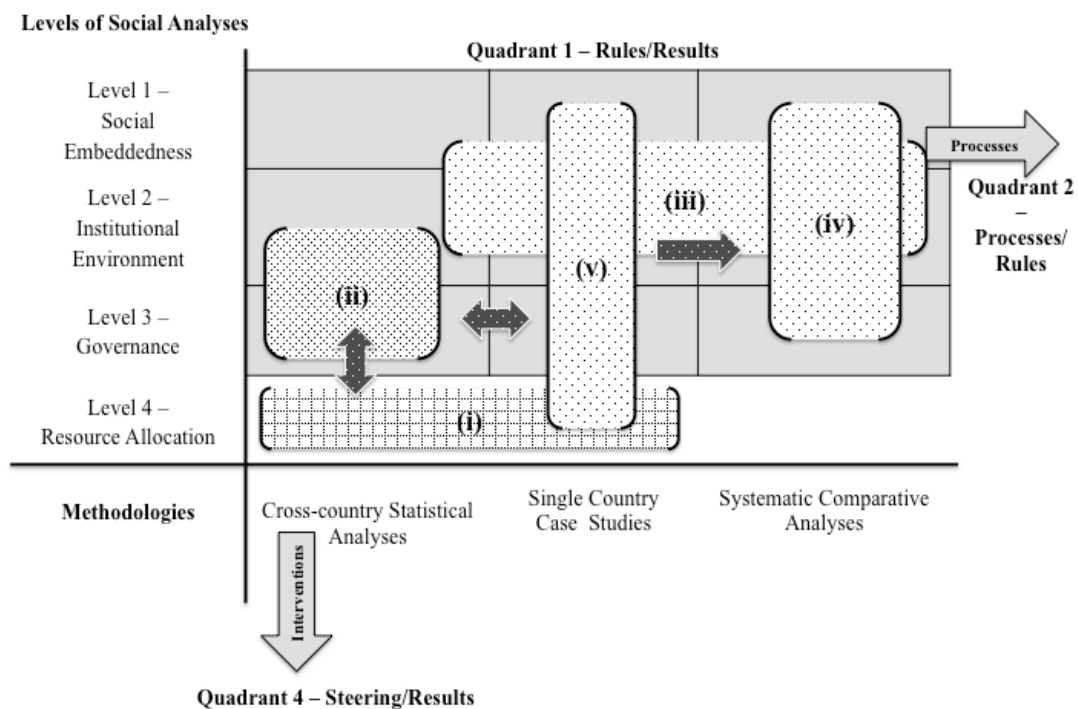 Levels of Social Analyses
Quadrant 1 – Rules/Results
Level 1 –
Social
Embeddedness
Level 2 –
Institutional
Environment
Level 3 –
Governance
Level 4 –
Resource Allocation
(i)
(ii)
(iii)
(iv)
(v)
Processes
Quadrant 2
–
Processes/
Rules
Methodologies
Cross-country Statistical
Analyses
Single Country
Case Studies
Systematic Comparative
Analyses
Interventions
Quadrant 4 – Steering/Results